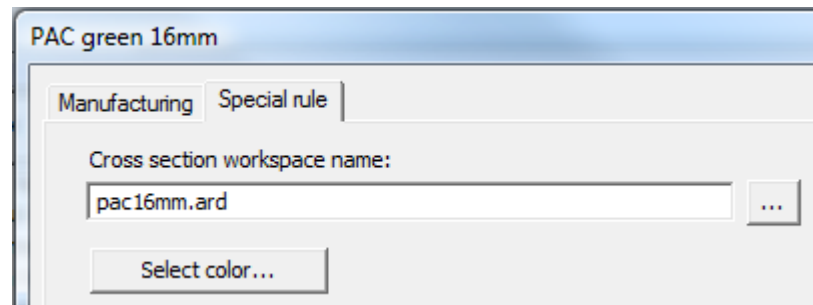 PAC green 16mm
Manufacturing Special rule
Cross section workspace name:
pac16mm.ard ...
Select color...